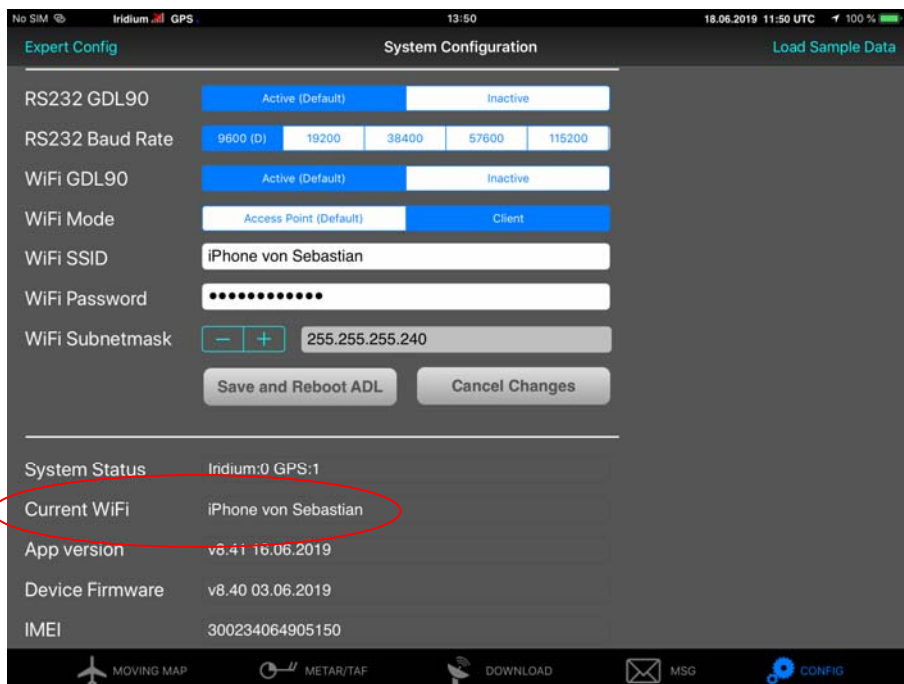 No SIM Iridium GPS 13:50 18.06.2019 11:50 UTC 100 %
Expert Config System Configuration Load Sample Data
RS232 GDL90 Active (Default) Inactive
RS232 Baud Rate 9600 (D) 19200 38400 57600 115200
WiFi GDL90 Active (Default) Inactive
WiFi Mode Access Point (Default) Client
WiFi SSID iPhone von Sebastian
WiFi Password ••••••••••••
WiFi Subnetmask − + 255.255.255.240
Save and Reboot ADL Cancel Changes
System Status Iridium:0 GPS:1
Current WiFi iPhone von Sebastian
App version v8.41 16.06.2019
Device Firmware v8.40 03.06.2019
IMEI 300234064905150
MOVING MAP METAR/TAF DOWNLOAD MSG CONFIG